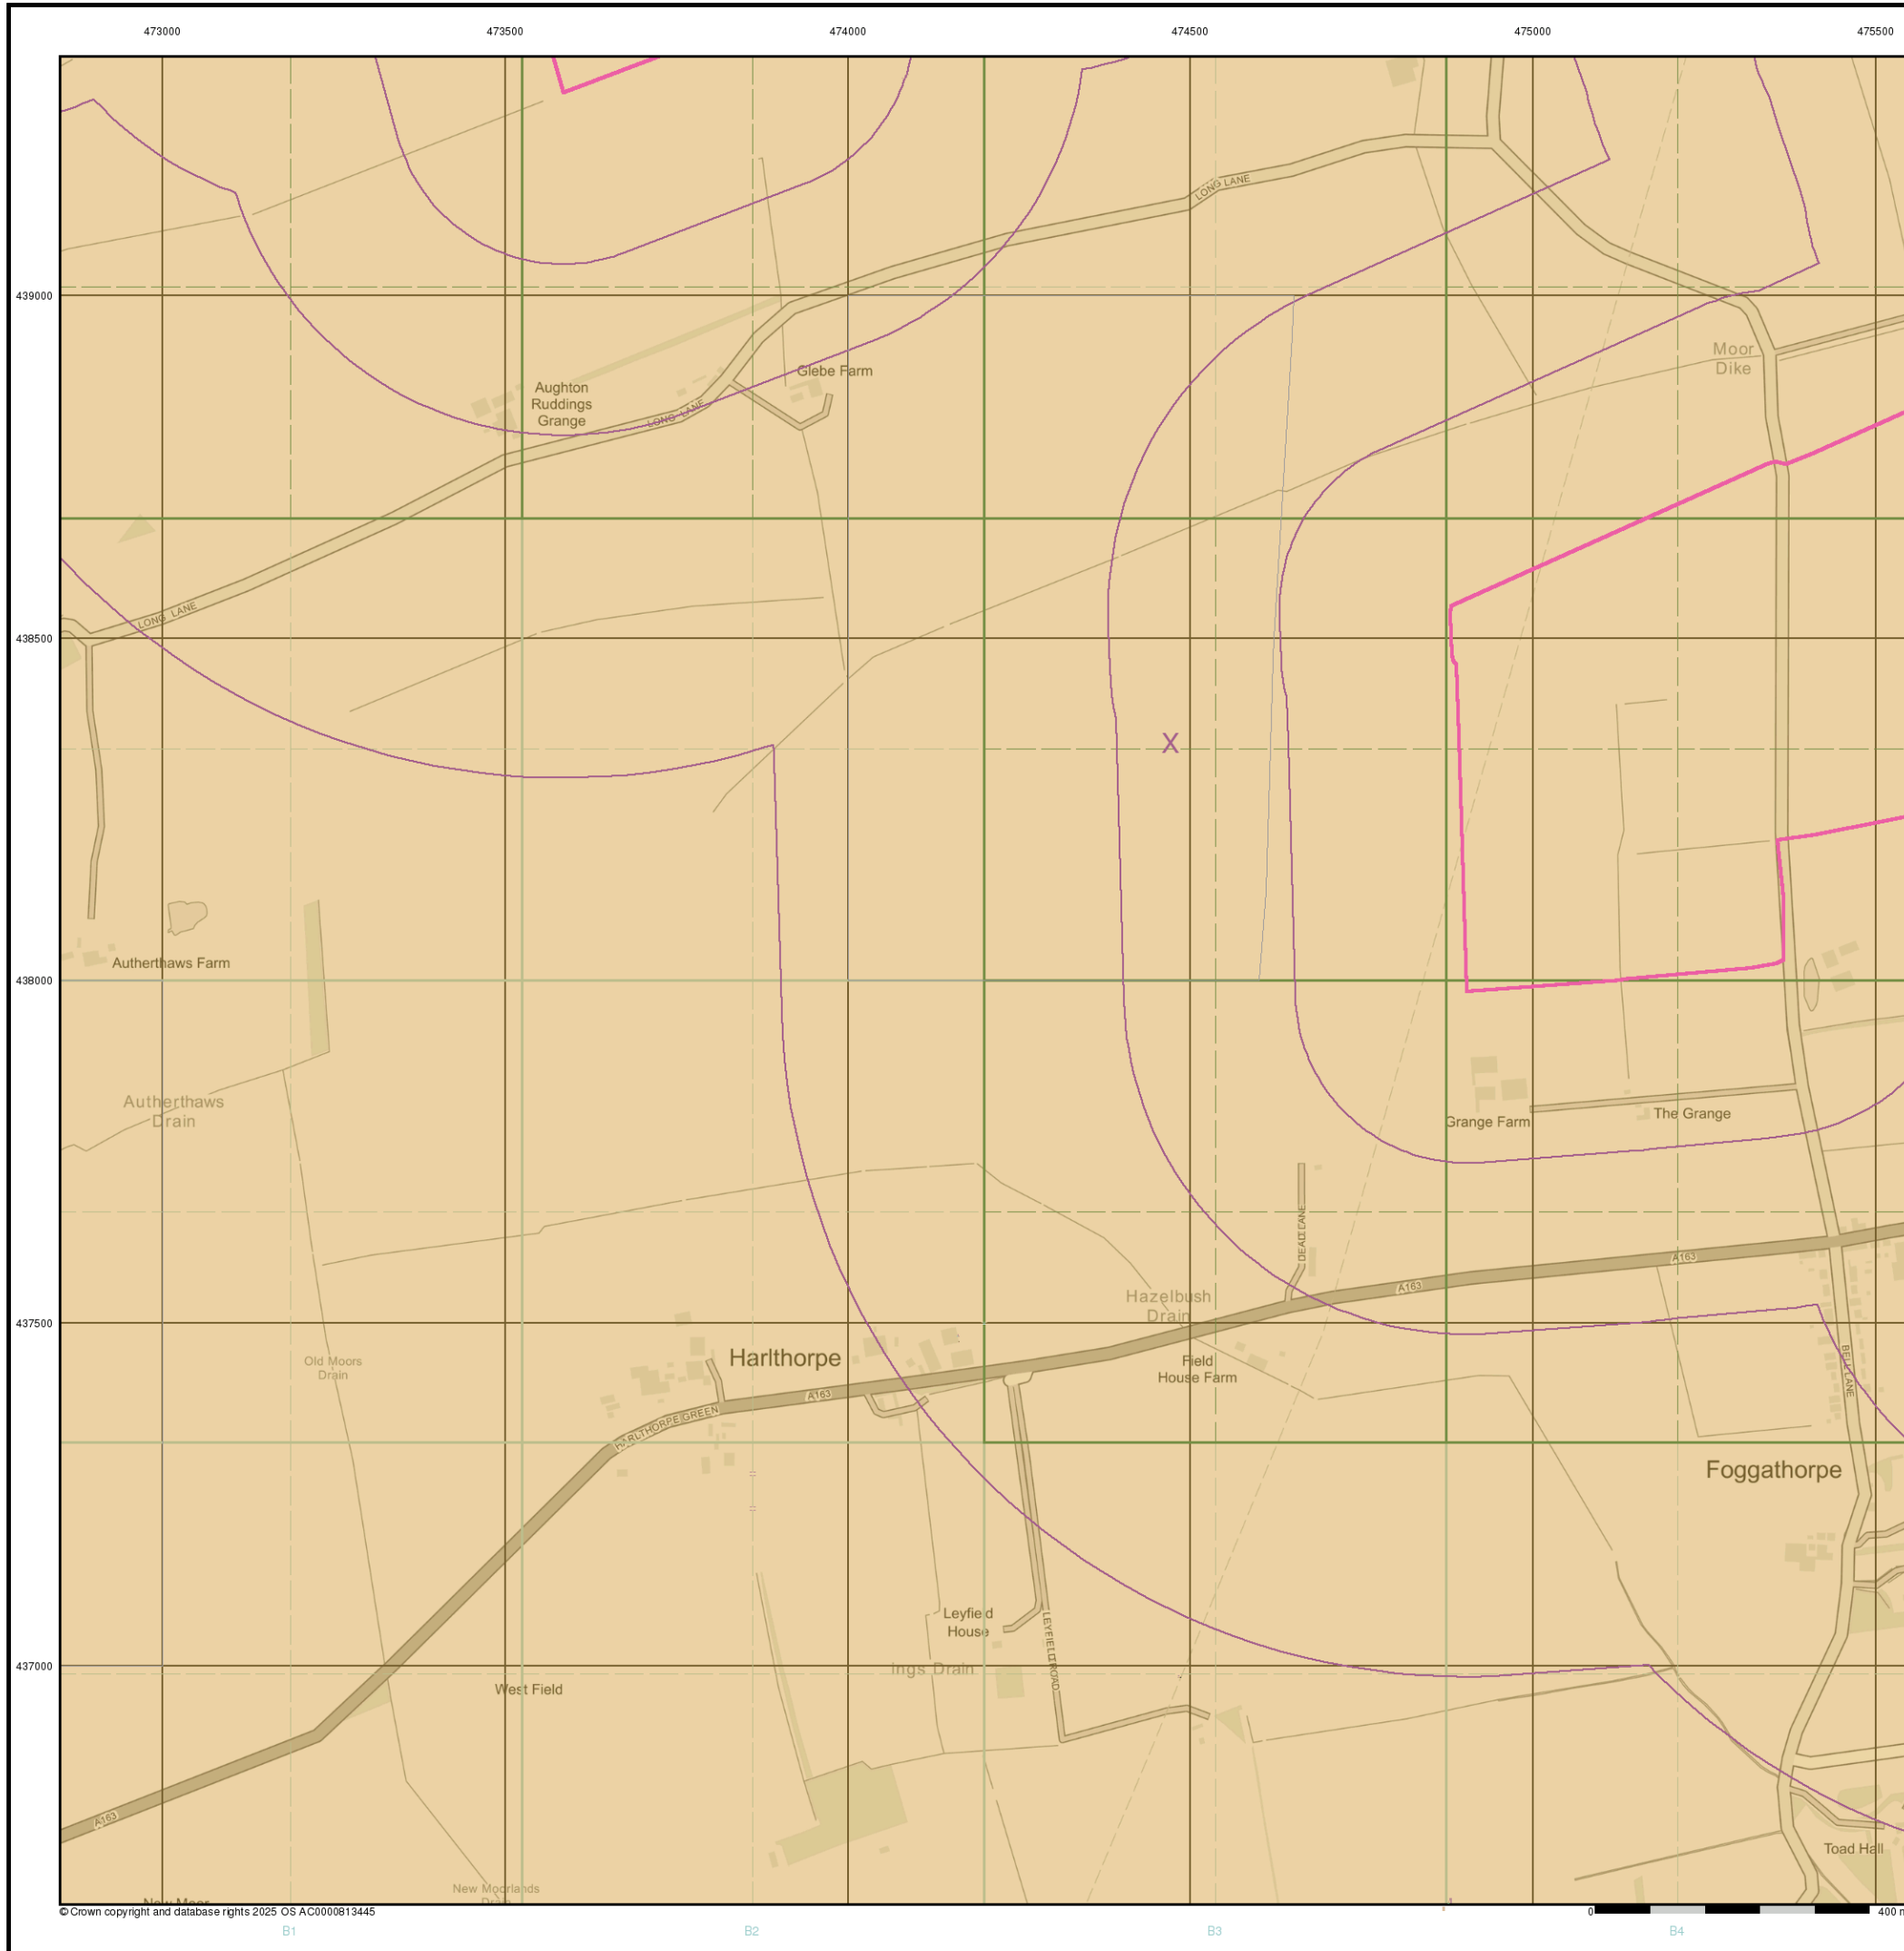 473000 473500 474000 474500 475000 475500
LONG LANE
439000
Moor
Dike
Glebe Farm
Aughton
Ruddings
Grange
LONG LANE
LONG LANE
438500
X
Autherthaws Farm
438000
Autherthaws
Drain
The Grange
Grange Farm
DEAD LANE
A163
A163
Hazelbush
Drain
437500
Harlthorpe
Old Moors
Drain
Field
House Farm
BELL LANE
A163
HARLTHORPE GREEN
Foggathorpe
Leyfield
House
LEYFIELD ROAD
Ings Drain
437000
West Field
A163
Toad Hall
New Moorlands
Drain
New Moor
© Crown copyright and database rights 2025 OS AC0000813445
0 400 m
B1 B2 B3 B4